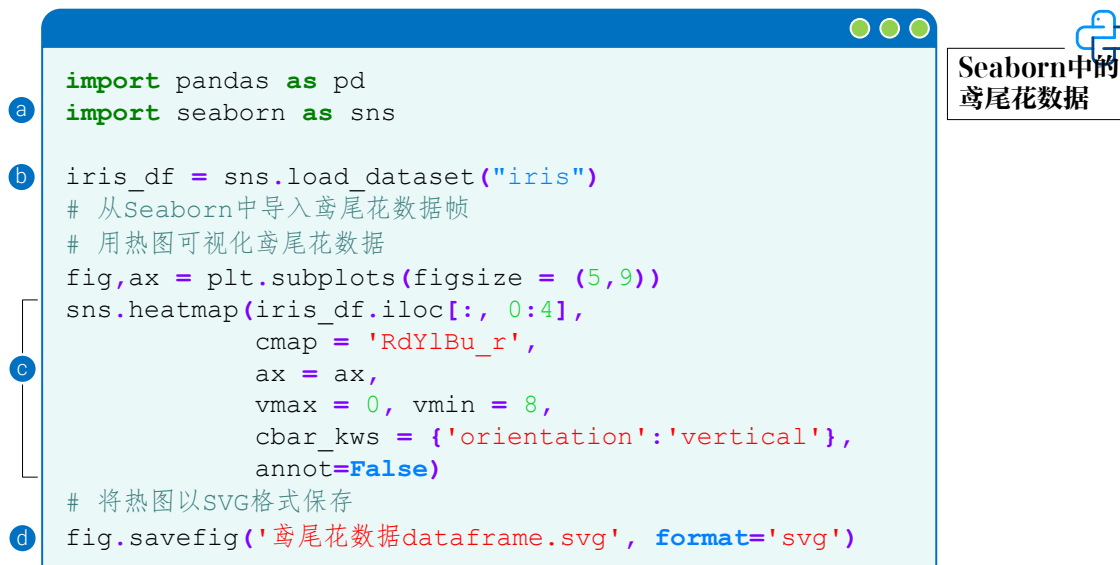 import pandas as pd
ⓐ import seaborn as sns
ⓑ iris_df = sns.load_dataset("iris")
# 从Seaborn中导入鸢尾花数据帧
# 用热图可视化鸢尾花数据
fig,ax = plt.subplots(figsize = (5,9))
sns.heatmap(iris_df.iloc[:, 0:4],
cmap = 'RdYlBu_r',
ⓒ ax = ax,
vmax = 0, vmin = 8,
cbar_kws = {'orientation':'vertical'},
annot=False)
# 将热图以SVG格式保存
ⓓ fig.savefig('鸢尾花数据dataframe.svg', format='svg')
Seaborn中的
鸢尾花数据